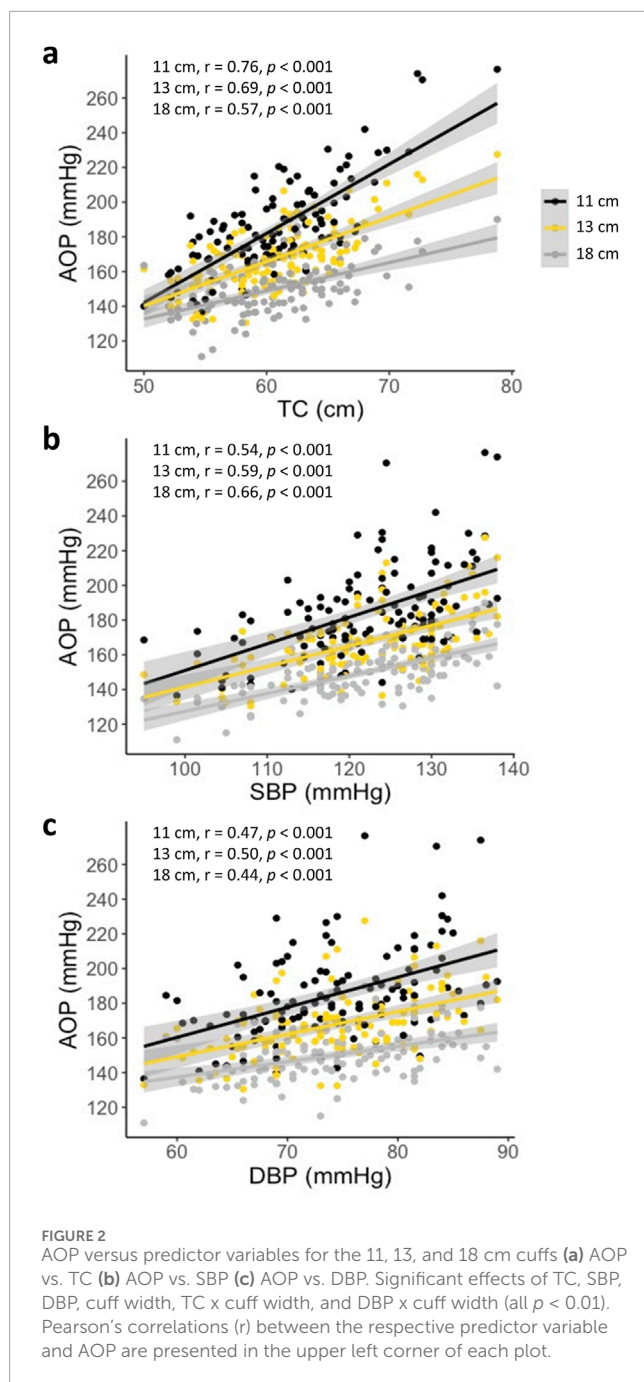 a
11 cm, r = 0.76, p < 0.001
13 cm, r = 0.69, p < 0.001
18 cm, r = 0.57, p < 0.001
260
240
220
200
180
160
140
120
AOP (mmHg)
50
60
70
80
TC (cm)
11 cm
13 cm
18 cm
b
11 cm, r = 0.54, p < 0.001
13 cm, r = 0.59, p < 0.001
18 cm, r = 0.66, p < 0.001
260
240
220
200
180
160
140
120
AOP (mmHg)
100
110
120
130
140
SBP (mmHg)
c
11 cm, r = 0.47, p < 0.001
13 cm, r = 0.50, p < 0.001
18 cm, r = 0.44, p < 0.001
260
240
220
200
180
160
140
120
AOP (mmHg)
60
70
80
90
DBP (mmHg)
FIGURE 2
AOP versus predictor variables for the 11, 13, and 18 cm cuffs (a) AOP
vs. TC (b) AOP vs. SBP (c) AOP vs. DBP. Significant effects of TC, SBP,
DBP, cuff width, TC x cuff width, and DBP x cuff width (all p < 0.01).
Pearson's correlations (r) between the respective predictor variable
and AOP are presented in the upper left corner of each plot.